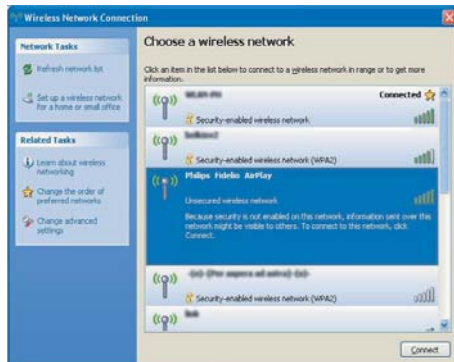 Wireless Network Connection
Network Tasks
Refresh network list
Set up a wireless network
for a home or small office
Related Tasks
Learn about wireless
networking
Change the order of
preferred networks
Change advanced
settings
Choose a wireless network
Click an item in the list below to connect to a wireless network in range or to get more
information.
Connected
Security-enabled wireless network
Security-enabled wireless network (WPA2)
Philips Fidelio AirPlay
Unsecured wireless network
Because security is not enabled on this network, information sent over this
network might be visible to others. To connect to this network, click
Connect.
Security-enabled wireless network (WPA2)
Connect